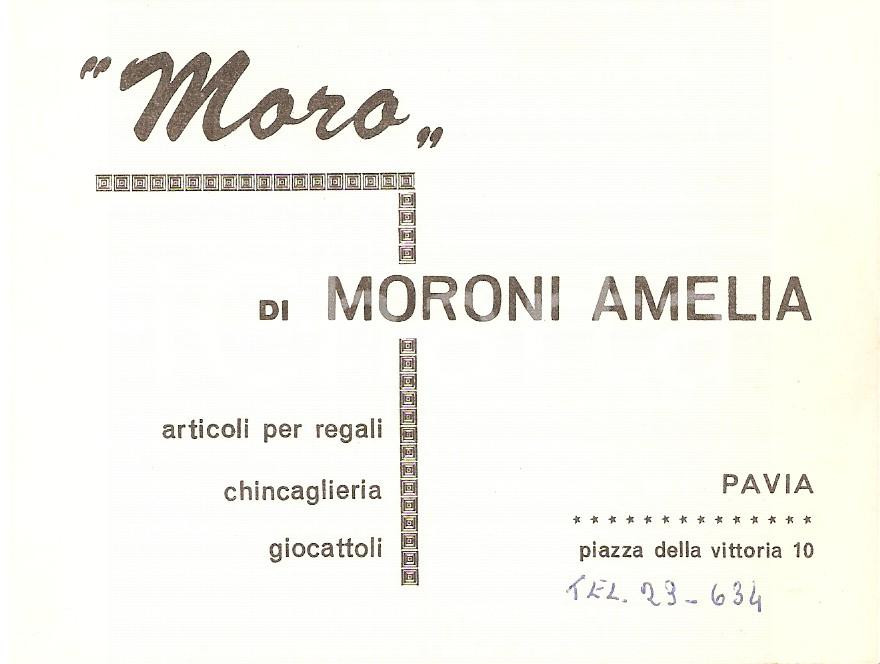 "Moro„
DI MORONI AMELIA
articoli per regali
chincaglieria
giocattoli
PAVIA
* * * * * * * * * * * * * *
piazza della vittoria 10
TEL. 23-634